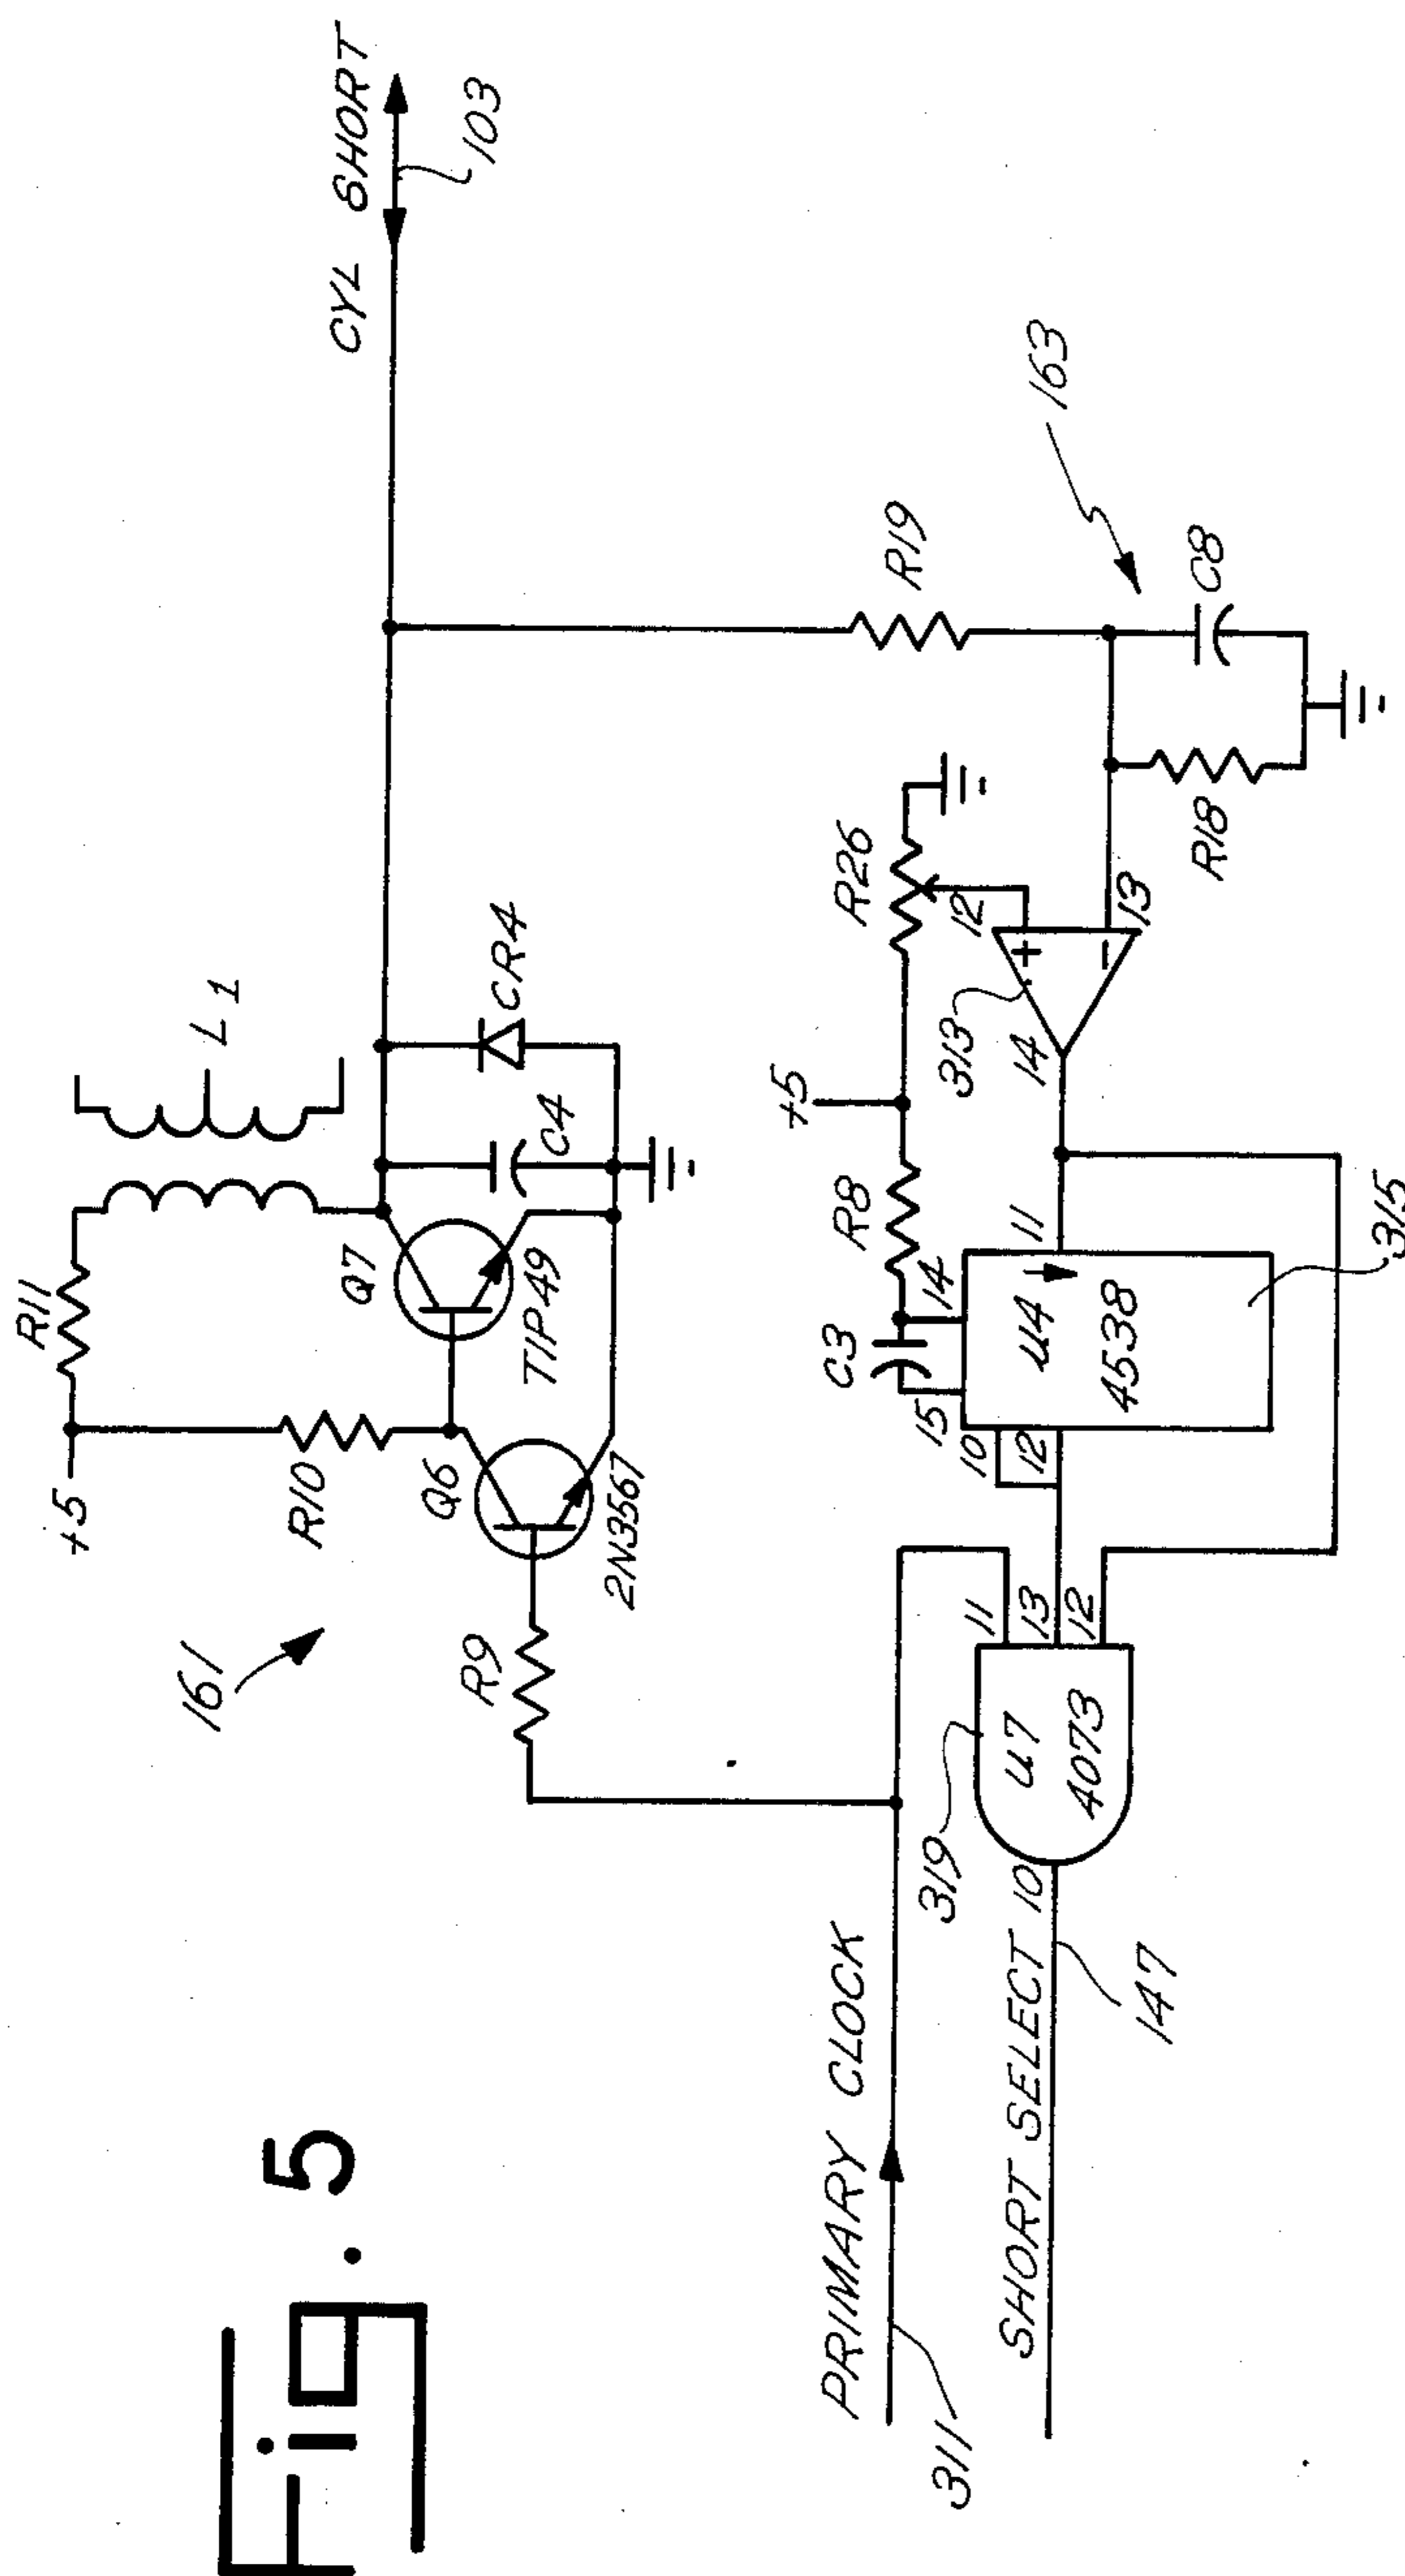 Fig. 5
161
+5
R11
L1
R10
Q7
TIP49
C4
CR4
Q6
2N3567
R9
CYL SHORT
103
PRIMARY CLOCK
311
SHORT SELECT
147
10
319
U7
4073
11
13
12
+5
C3
R8
R26
15
14
10
12
U4
4538
11
315
313
14
12
+
-
13
R19
R18
C8
163